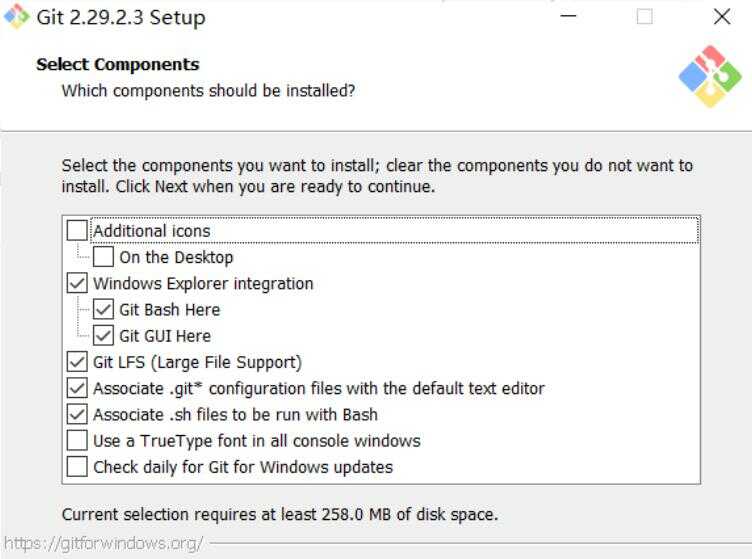 Git 2.29.2.3 Setup
Select Components
Which components should be installed?
Select the components you want to install; clear the components you do not want to
install. Click Next when you are ready to continue.
Additional icons
On the Desktop
Windows Explorer integration
Git Bash Here
Git GUI Here
Git LFS (Large File Support)
Associate .git* configuration files with the default text editor
Associate .sh files to be run with Bash
Use a TrueType font in all console windows
Check daily for Git for Windows updates
Current selection requires at least 258.0 MB of disk space.
https://gitforwindows.org/